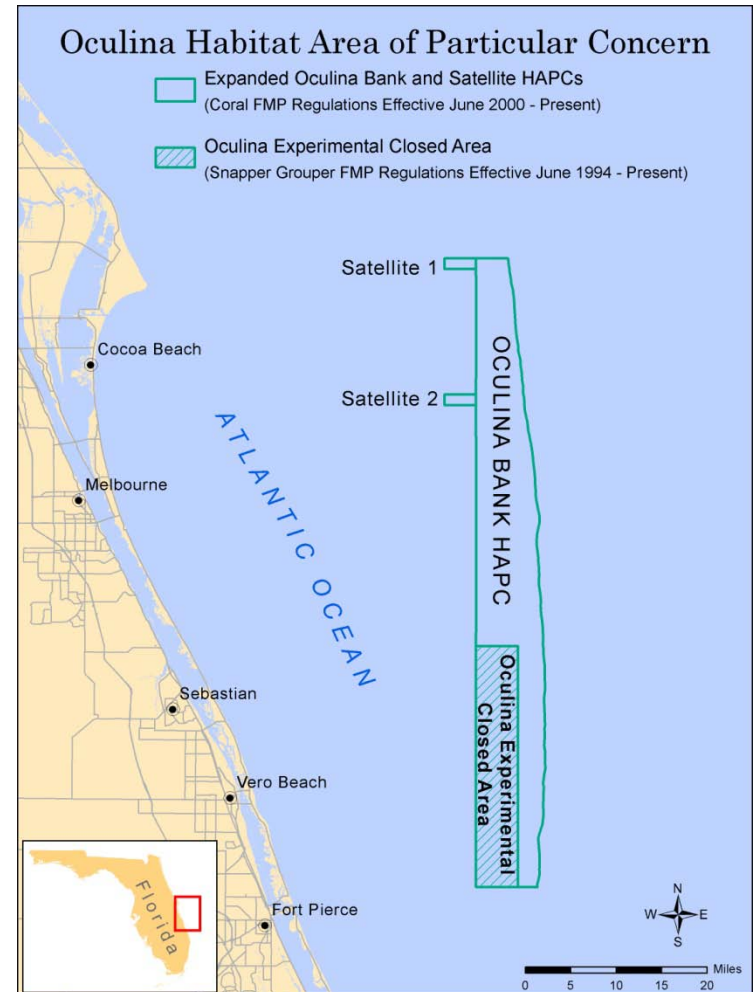 Oculina Habitat Area of Particular Concern
Expanded Oculina Bank and Satellite HAPCs
(Coral FMP Regulations Effective June 2000 - Present)
Oculina Experimental Closed Area
(Snapper Grouper FMP Regulations Effective June 1994 - Present)
Satellite 1
Cocoa Beach
Satellite 2
OCULINA BANK HAPC
ATLANTIC OCEAN
Melbourne
Oculina Experimental
Closed Area
Sebastian
Vero Beach
Florida
Fort Pierce
N
W E
S
Miles
0 5 10 15 20